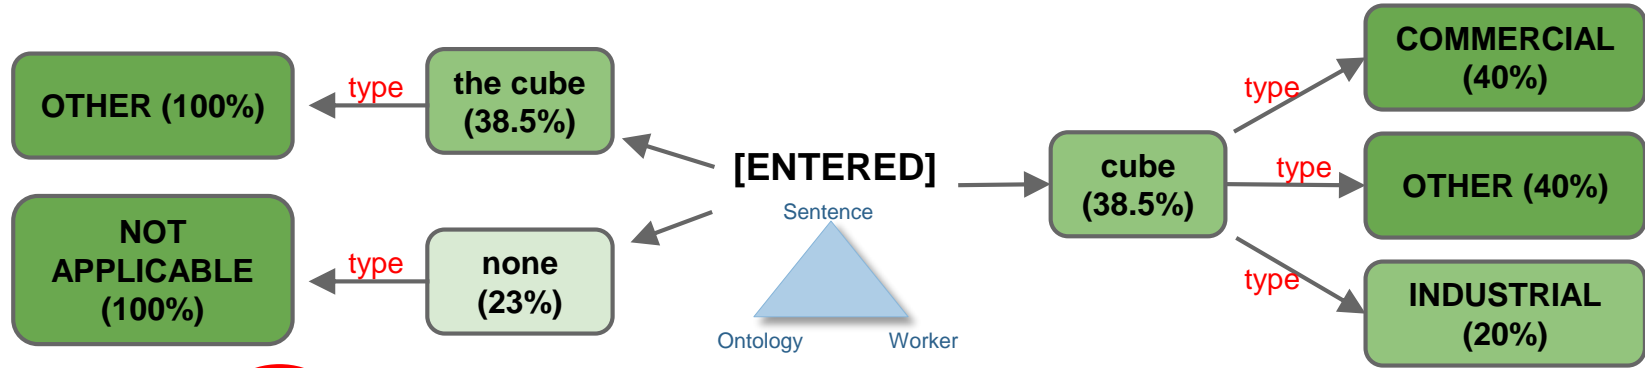 OTHER (100%)
type
the cube
(38.5%)
NOT
APPLICABLE
(100%)
type
none
(23%)
[ENTERED]
Sentence
Ontology
Worker
cube
(38.5%)
type
COMMERCIAL
(40%)
type
OTHER (40%)
type
INDUSTRIAL
(20%)